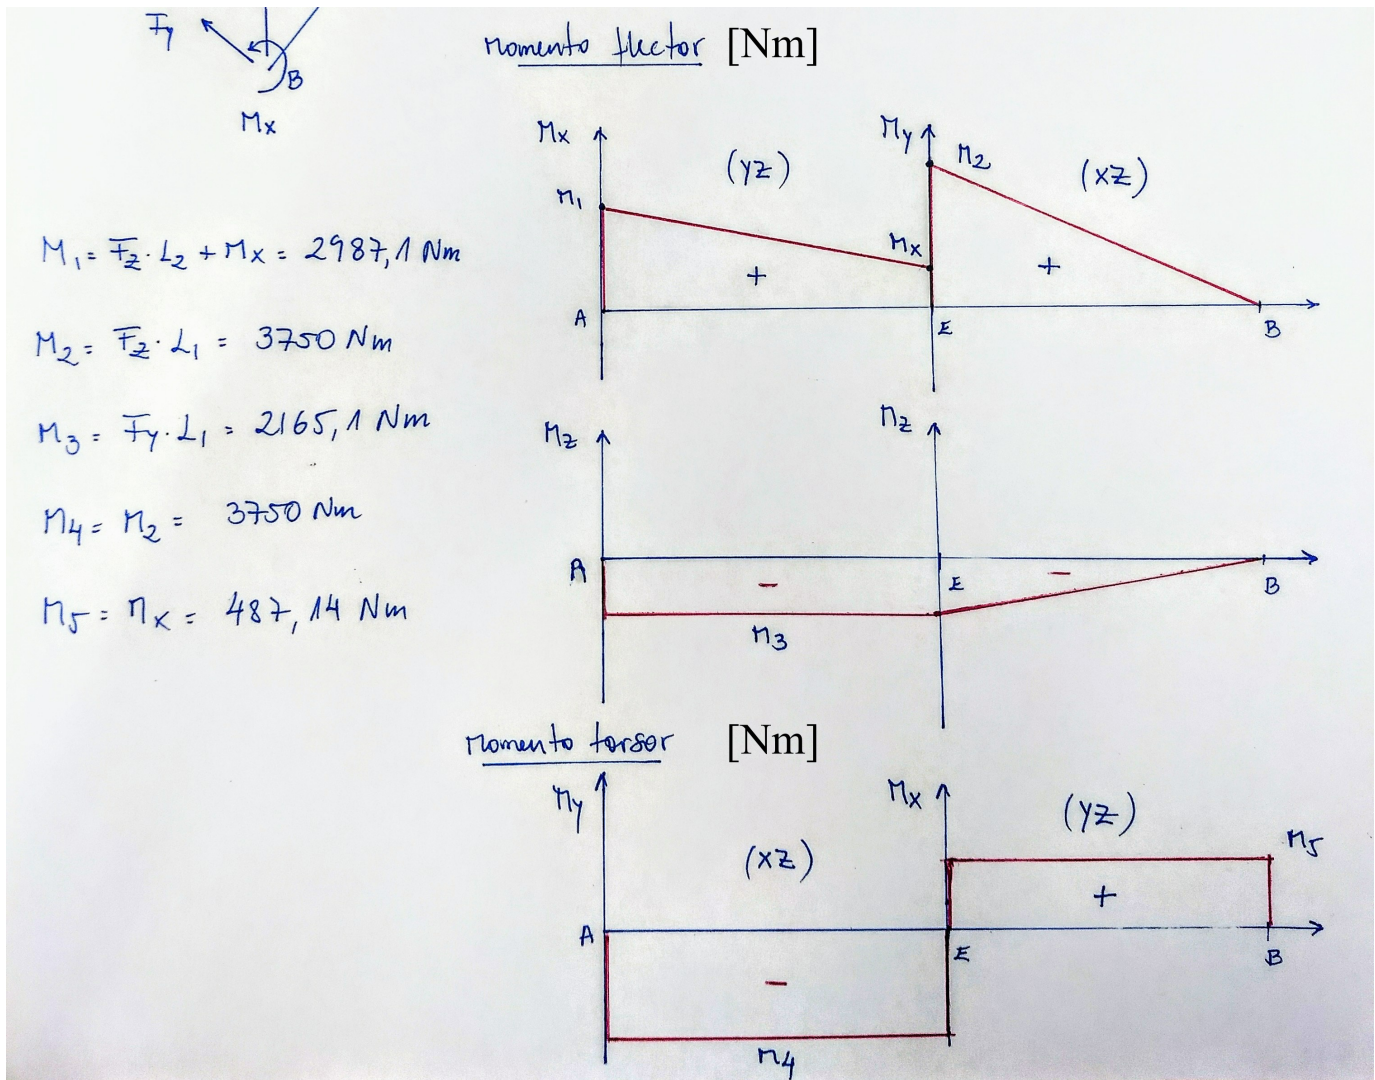 Fy
B
Mx
Momento flector [Nm]
Mx
(yz)
M1
Mx
+
A
My
M2
(xz)
+
E
B
M1 = Fz · L2 + Mx = 2987,1 Nm
M2 = Fz · L1 = 3750 Nm
M3 = Fy · L1 = 2165,1 Nm
M4 = M2 = 3750 Nm
M5 = Mx = 487,14 Nm
Mz
A
-
M3
Mz
E
-
B
Momento torsor [Nm]
My
(xz)
A
-
M4
Mx
(yz)
M5
+
E
B